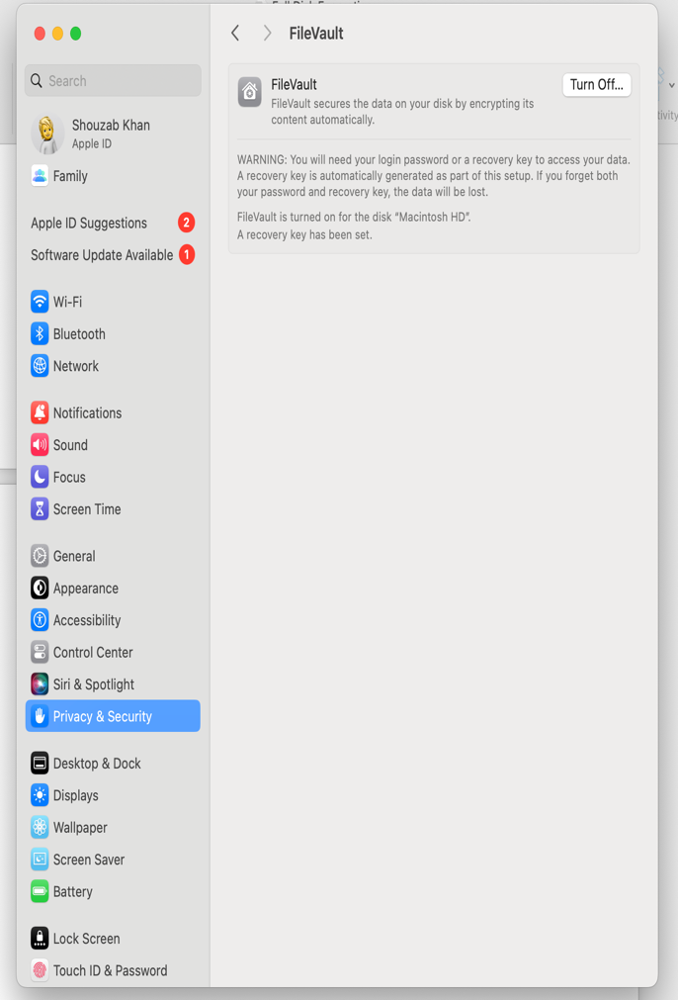 FileVault
Search
Shouzab Khan
Apple ID
Family
Apple ID Suggestions
2
Software Update Available
1
Wi-Fi
Bluetooth
Network
Notifications
Sound
Focus
Screen Time
General
Appearance
Accessibility
Control Center
Siri & Spotlight
Privacy & Security
Desktop & Dock
Displays
Wallpaper
Screen Saver
Battery
Lock Screen
Touch ID & Password
FileVault
Turn Off...
FileVault secures the data on your disk by encrypting its
content automatically.
WARNING: You will need your login password or a recovery key to access your data.
A recovery key is automatically generated as part of this setup. If you forget both
your password and recovery key, the data will be lost.
FileVault is turned on for the disk “Macintosh HD”.
A recovery key has been set.
tivity